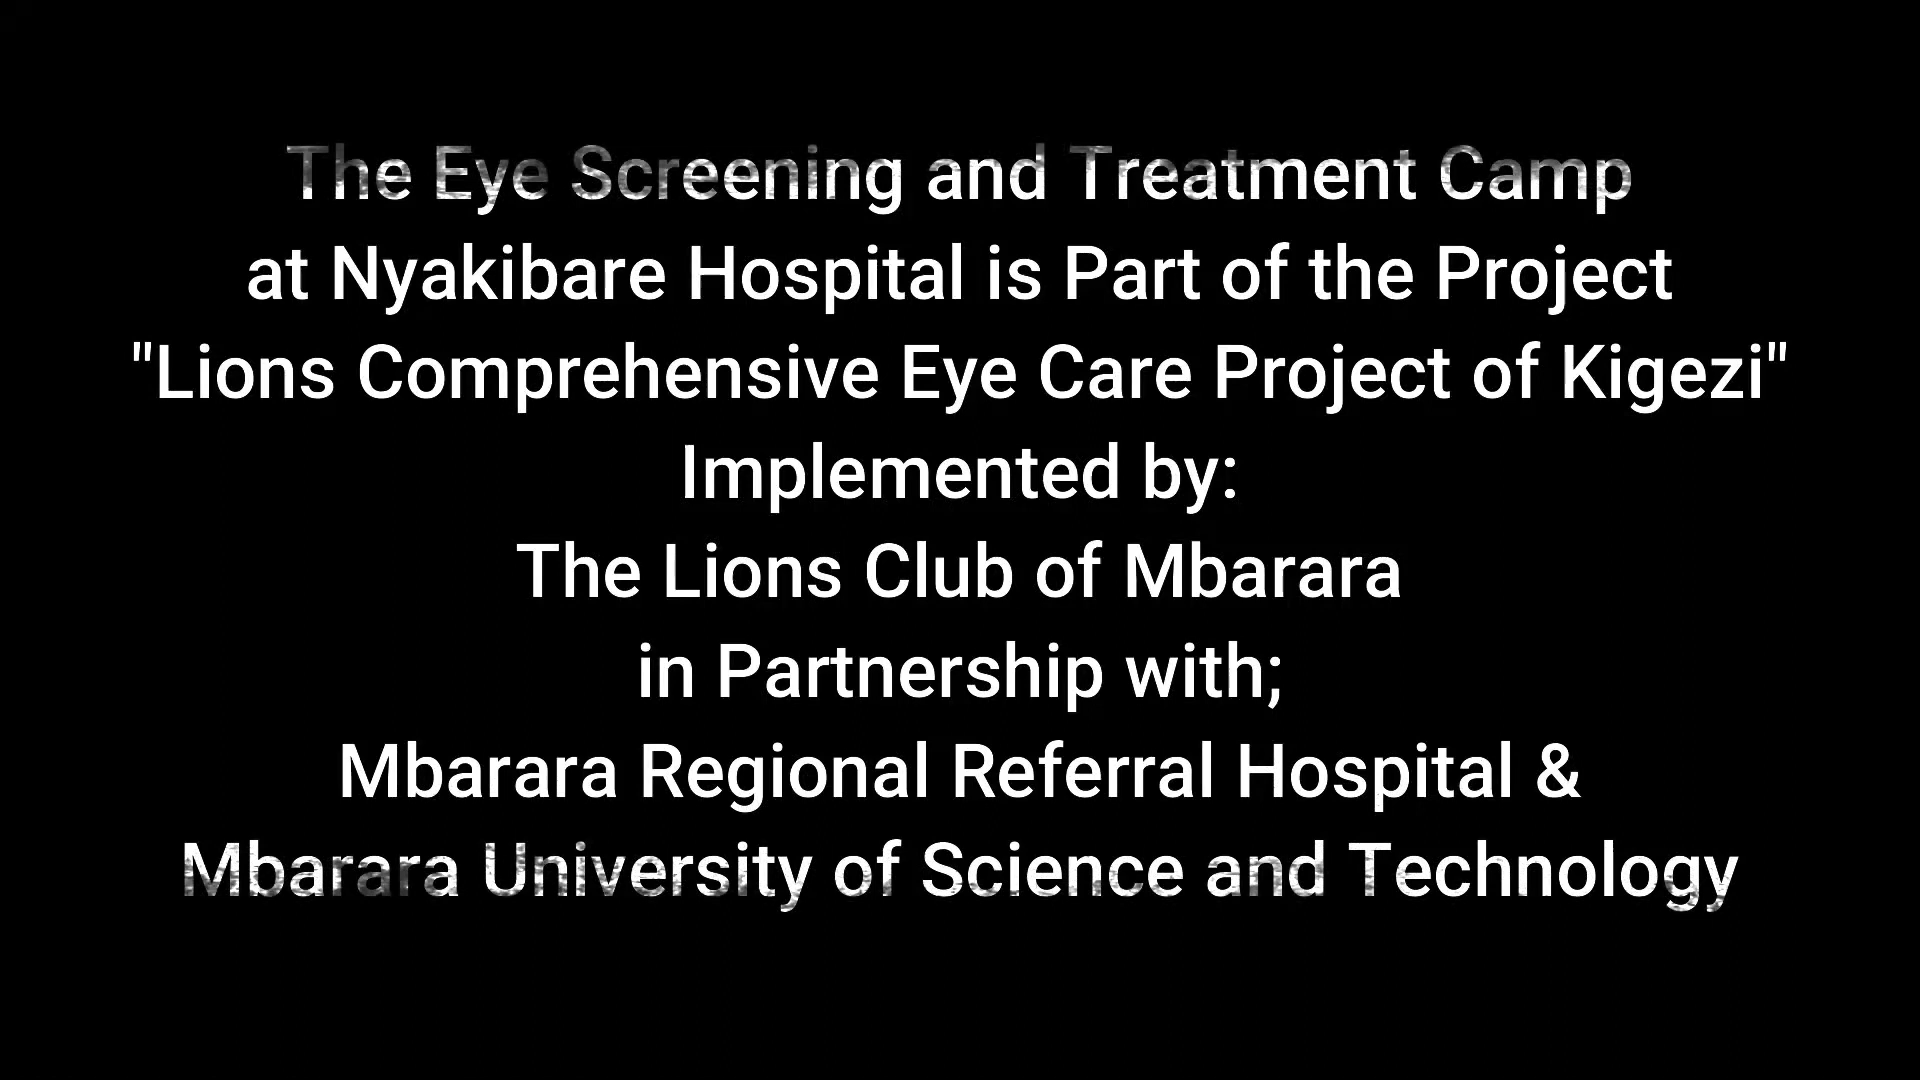 The Eye Screening and Treatment Camp
at Nyakibare Hospital is Part of the Project
"Lions Comprehensive Eye Care Project of Kigezi"
Implemented by:
The Lions Club of Mbarara
in Partnership with;
Mbarara Regional Referral Hospital &
Mbarara University of Science and Technology